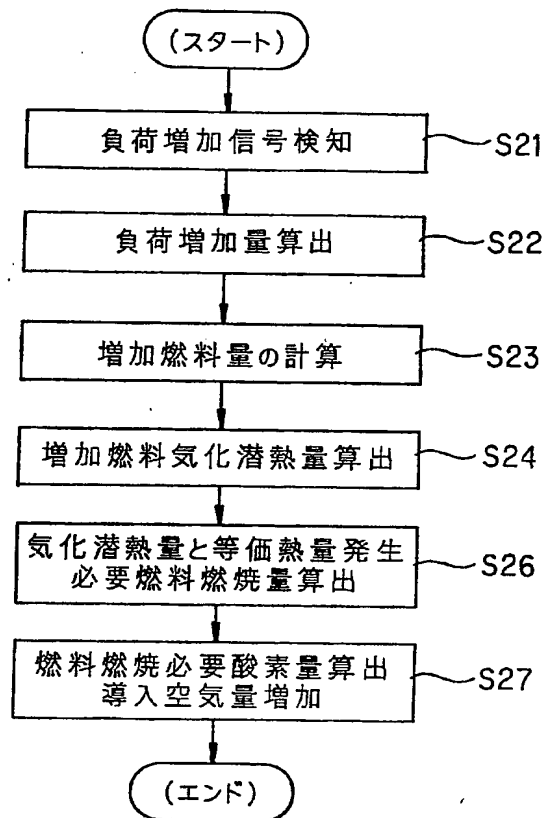 (スタート)
負荷増加信号検知 S21
負荷増加量算出 S22
増加燃料量の計算 S23
増加燃料気化潜熱量算出 S24
気化潜熱量と等価熱量発生
必要燃料燃焼量算出 S26
燃料燃焼必要酸素量算出
導入空気量増加 S27
(エンド)